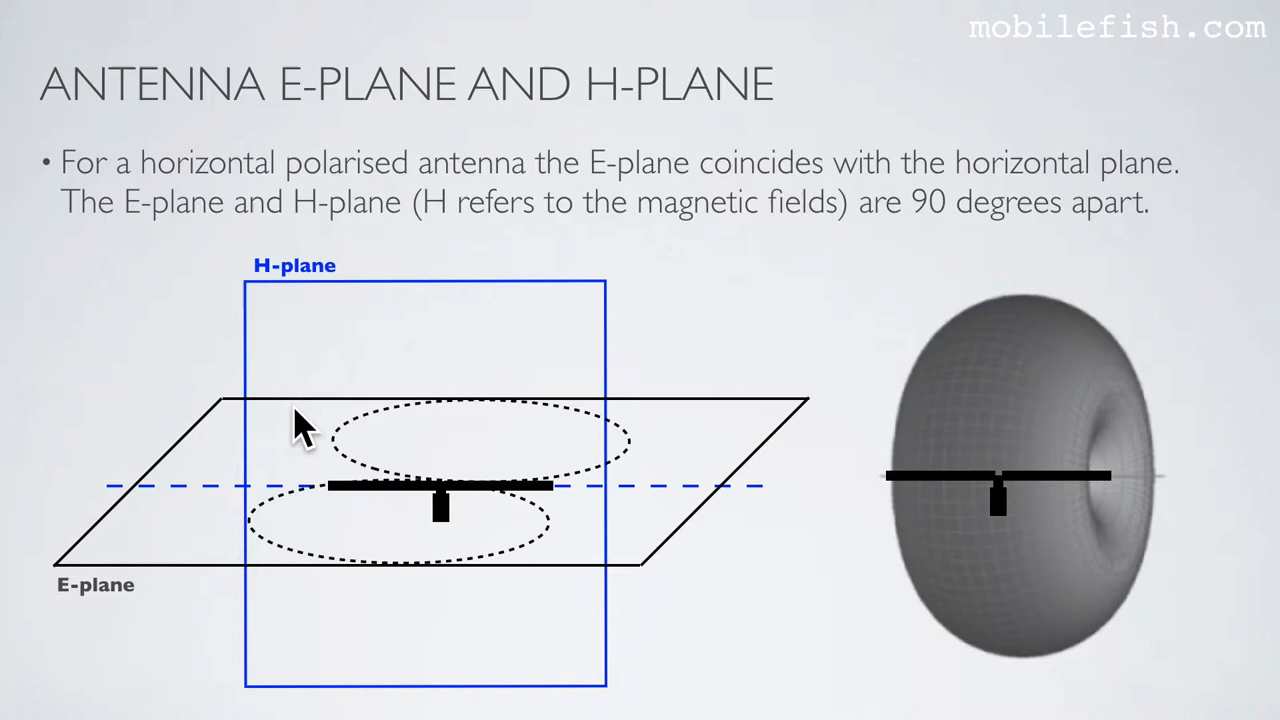 mobilefish.com
ANTENNA E-PLANE AND H-PLANE
• For a horizontal polarised antenna the E-plane coincides with the horizontal plane.
The E-plane and H-plane (H refers to the magnetic fields) are 90 degrees apart.
H-plane
E-plane